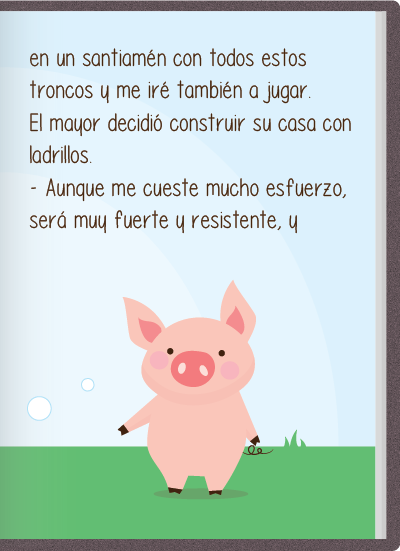 en un santiamén con todos estos
troncos y me iré también a jugar.
El mayor decidió construir su casa con
ladrillos.
- Aunque me cueste mucho esfuerzo,
será muy fuerte y resistente, y